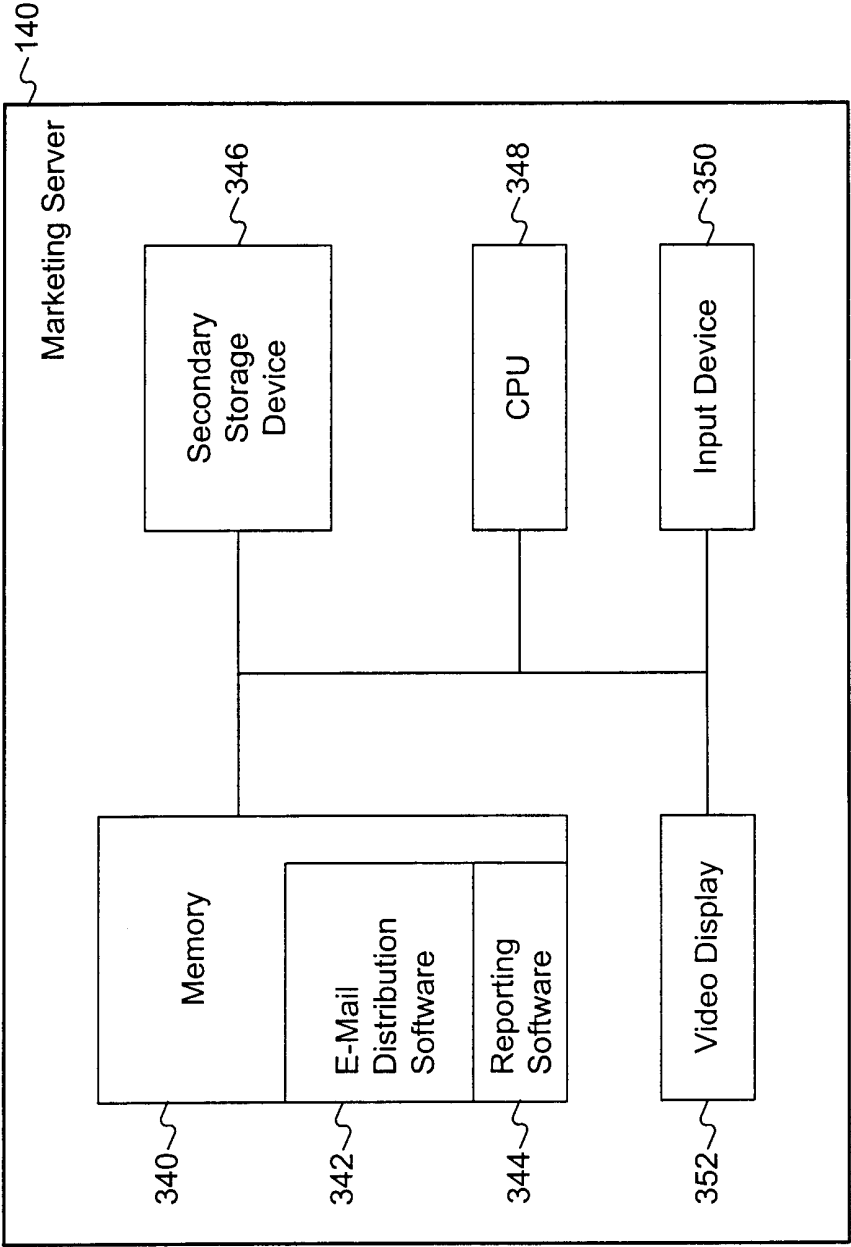 140
Marketing Server
340
Memory
342
E-Mail
Distribution
Software
344
Reporting
Software
352
Video Display
Secondary
Storage
Device
346
CPU
348
Input Device
350